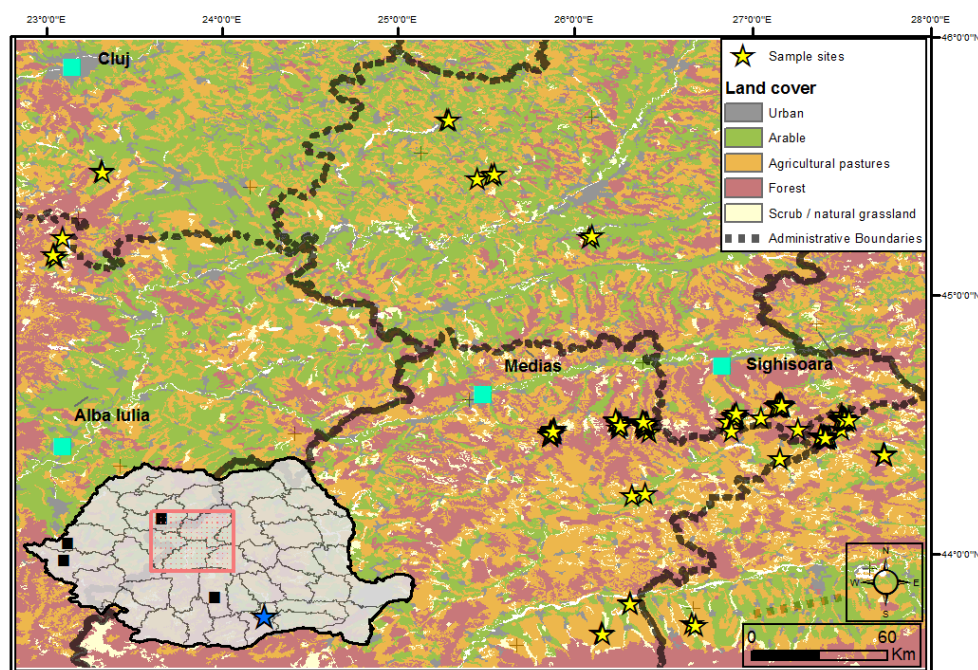 23°0'0"E 24°0'0"E 25°0'0"E 26°0'0"E 27°0'0"E 28°0'0"E
46°0'0"N
Cluj
Sample sites
Land cover
Urban
Arable
Agricultural pastures
Forest
Scrub / natural grassland
Administrative Boundaries
45°0'0"N
Medias
Sighisoara
Alba Iulia
44°0'0"N
N
W E
S
0 60
Km